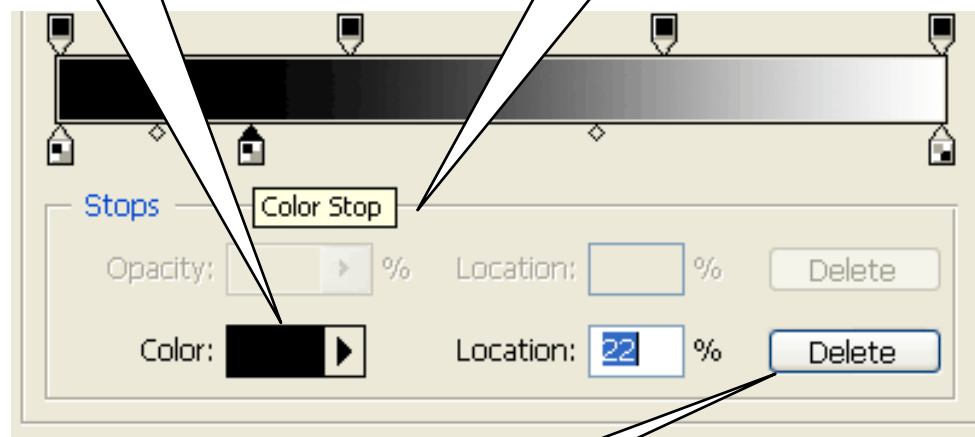 Stops
Color Stop
Opacity: % Location: % Delete
Color: Location: 22 % Delete